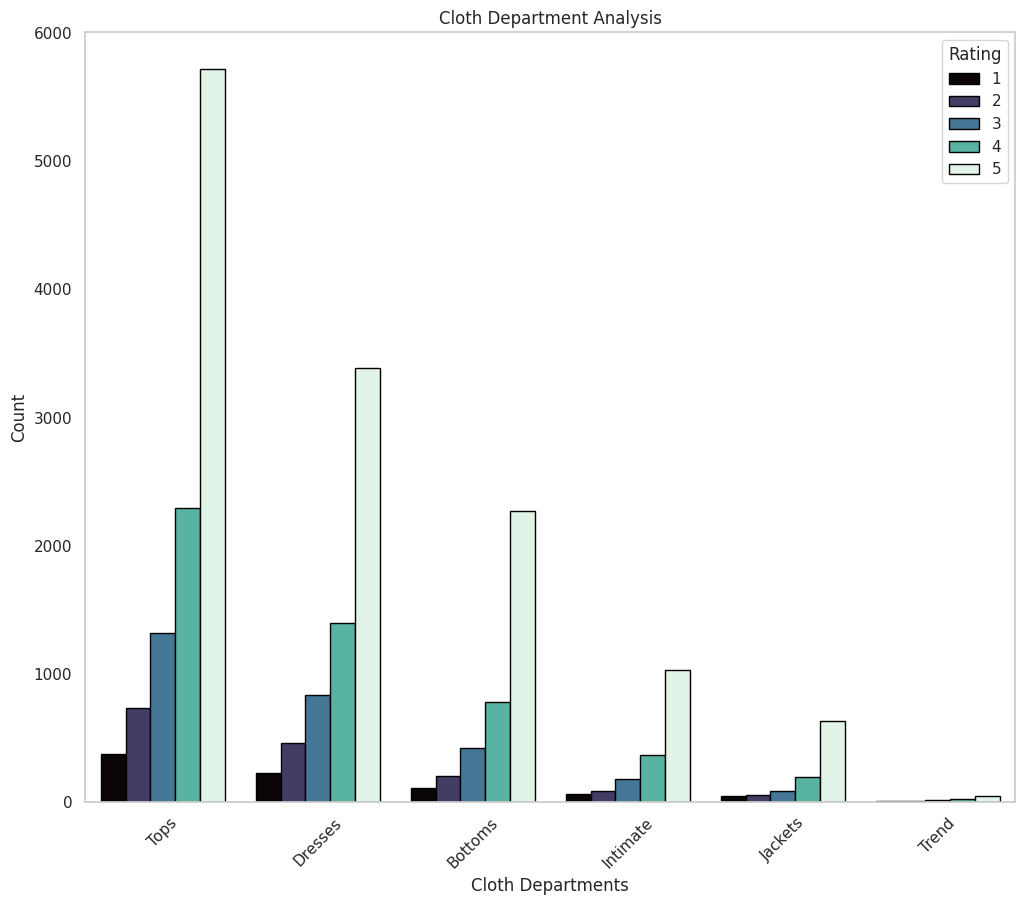 Cloth Department Analysis
6000
5000
4000
3000
2000
1000
0
Count
Rating
1
2
3
4
5
Tops
Dresses
Bottoms
Intimate
Jackets
Trend
Cloth Departments